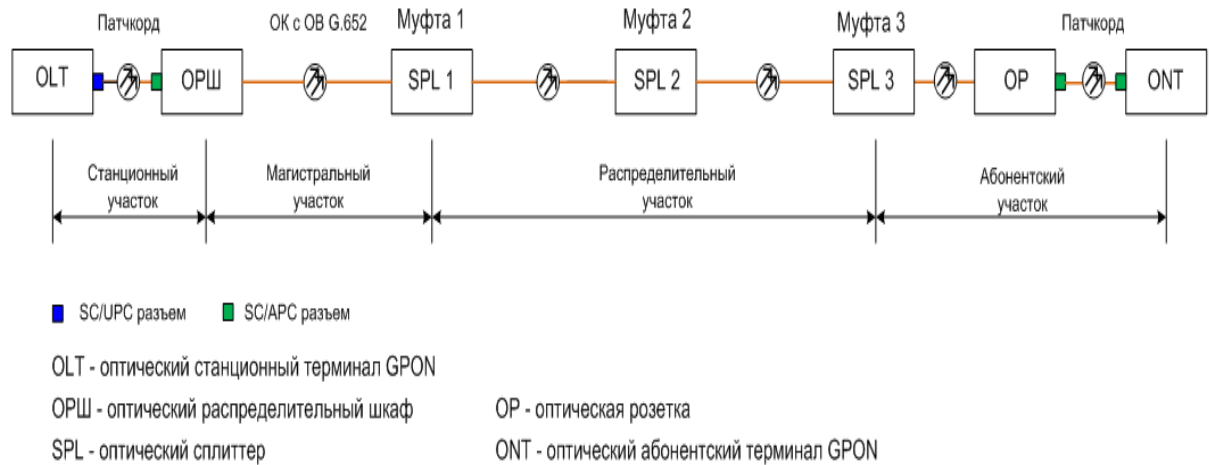 Патчкорд
ОК с ОВ G.652
Муфта 1
Муфта 2
Муфта 3
Патчкорд
OLT
ОРШ
SPL 1
SPL 2
SPL 3
ОР
ONT
Станционный
участок
Магистральный
участок
Распределительный
участок
Абонентский
участок
SC/UPC разъем
SC/APC разъем
OLT - оптический станционный терминал GPON
ОРШ - оптический распределительный шкаф
ОР - оптическая розетка
SPL - оптический сплиттер
ONT - оптический абонентский терминал GPON